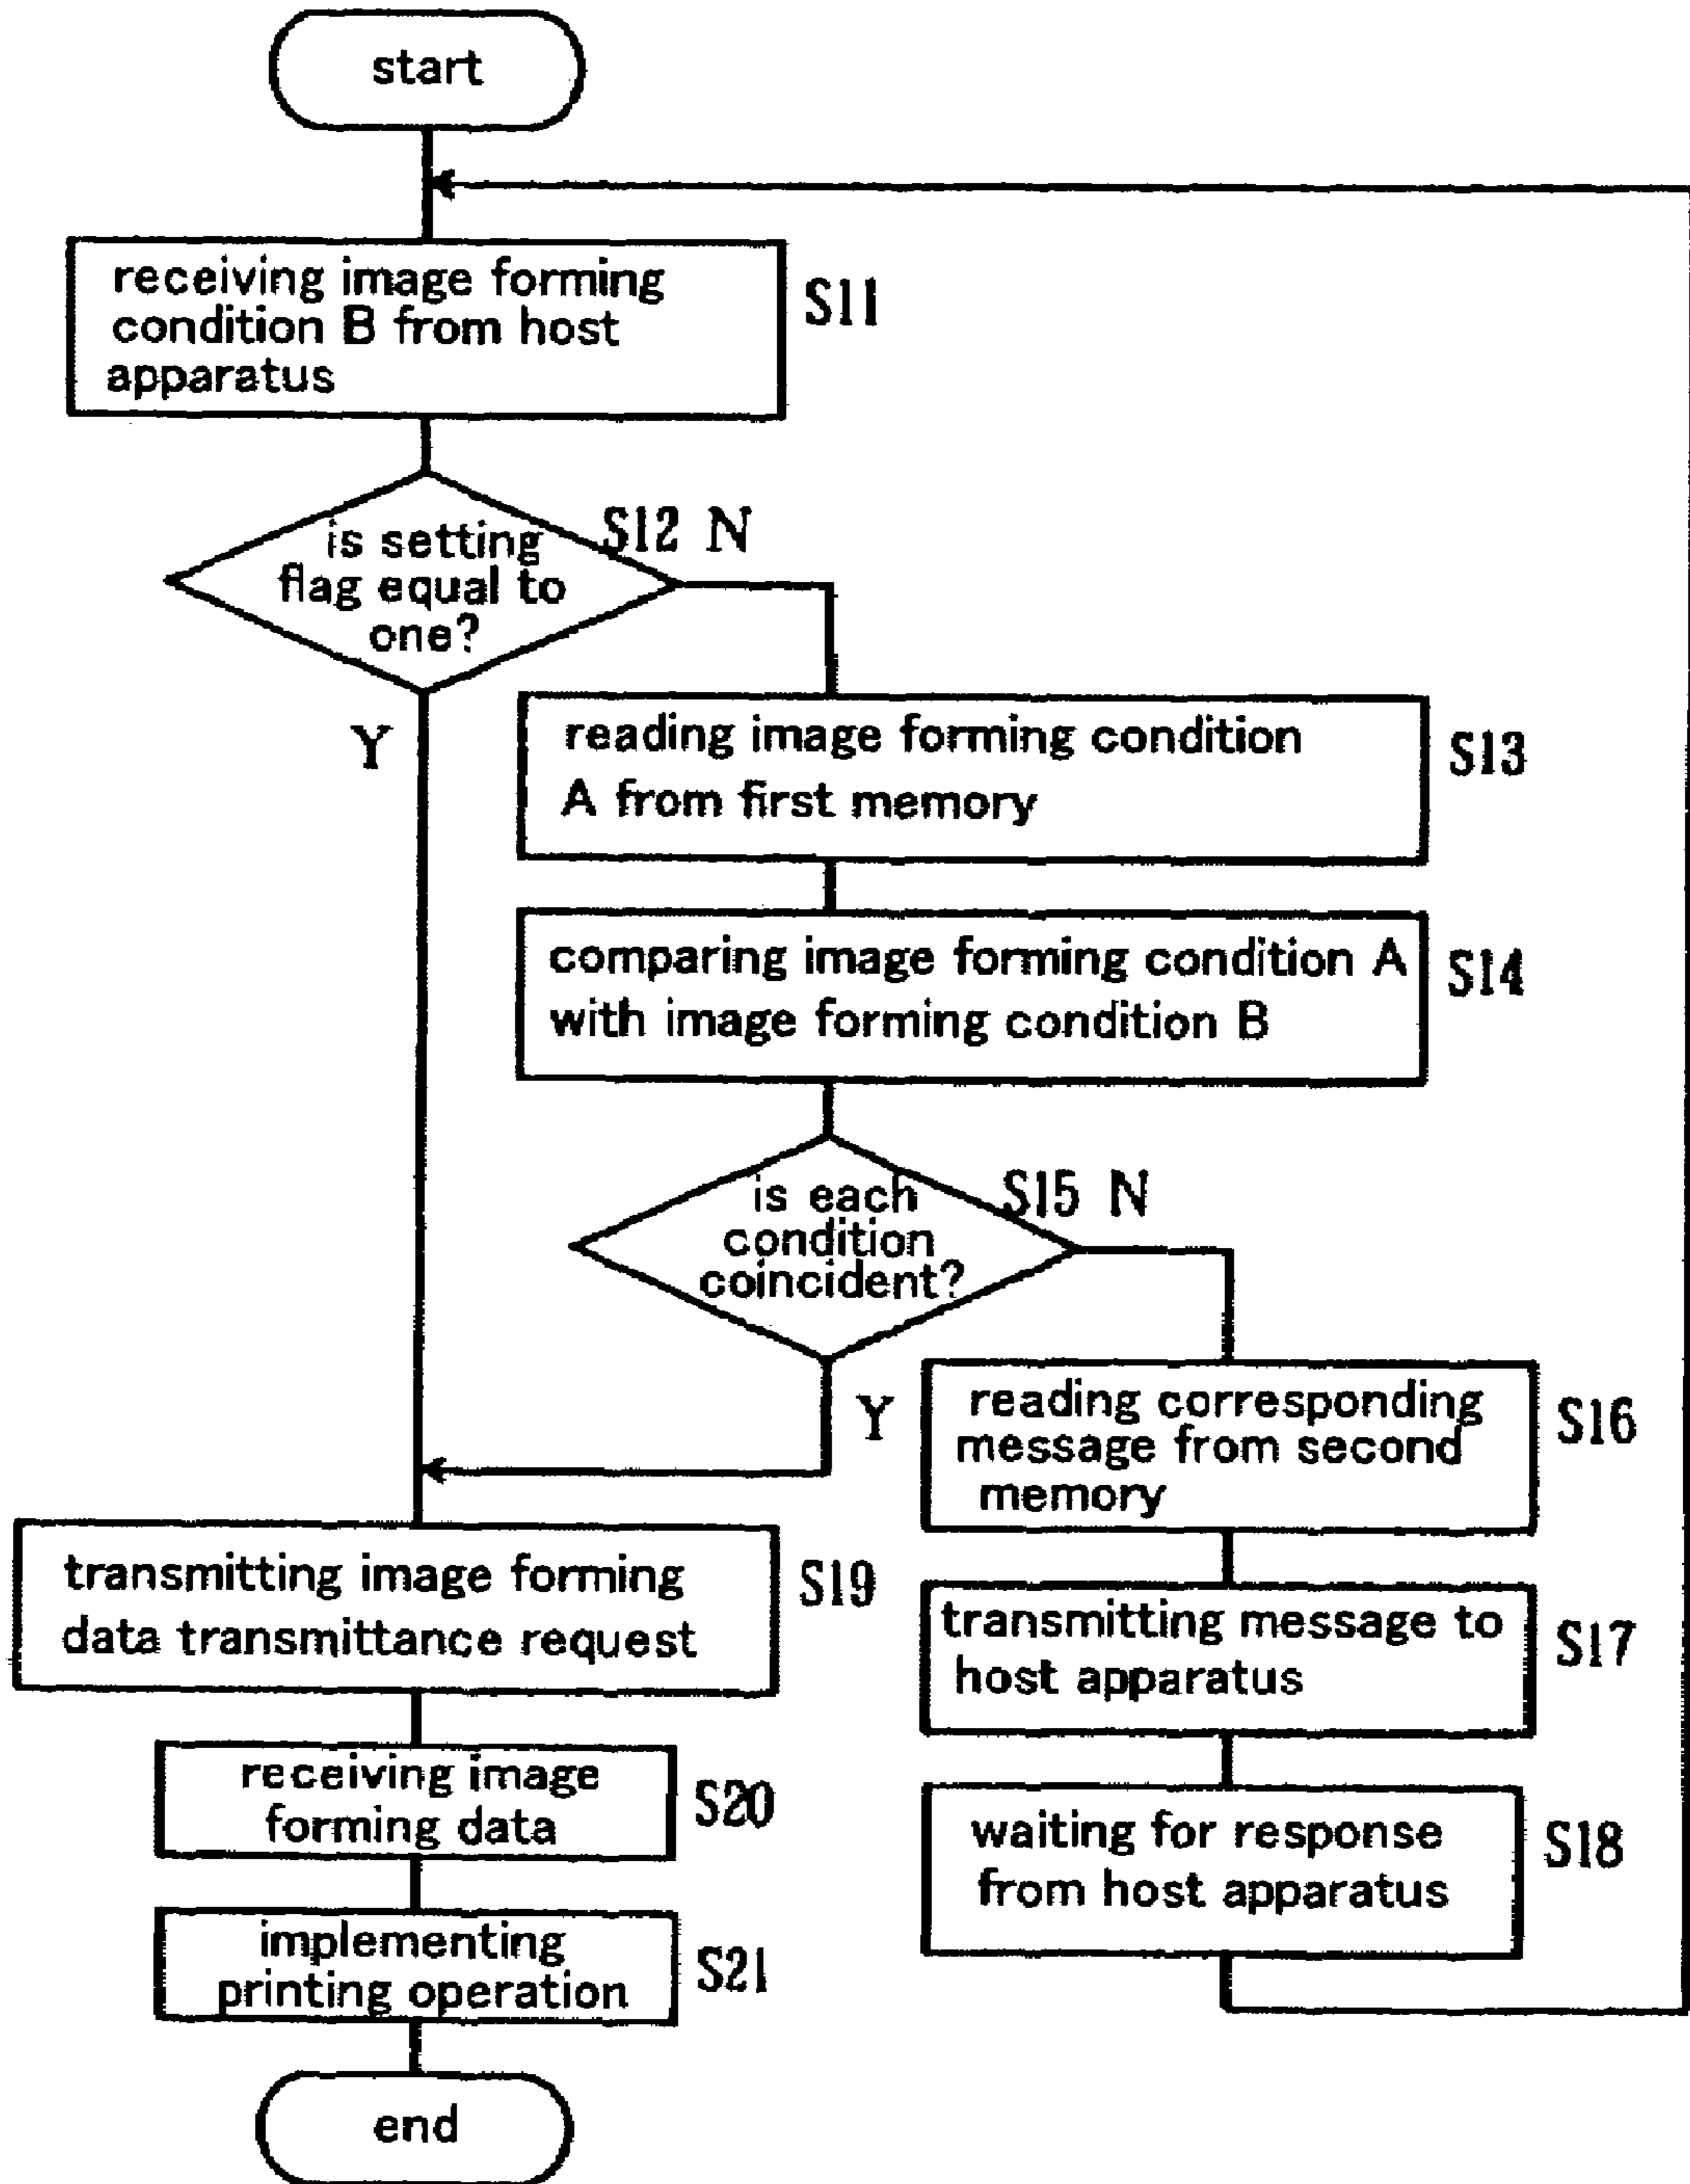 start
receiving image forming
condition B from host
apparatus
S11
is setting
flag equal to
one?
S12 N
Y
reading image forming condition
A from first memory
S13
comparing image forming condition A
with image forming condition B
S14
is each
condition
coincident?
S15 N
Y
reading corresponding
message from second
memory
S16
transmitting message to
host apparatus
S17
waiting for response
from host apparatus
S18
transmitting image forming
data transmittance request
S19
receiving image
forming data
S20
implementing
printing operation
S21
end